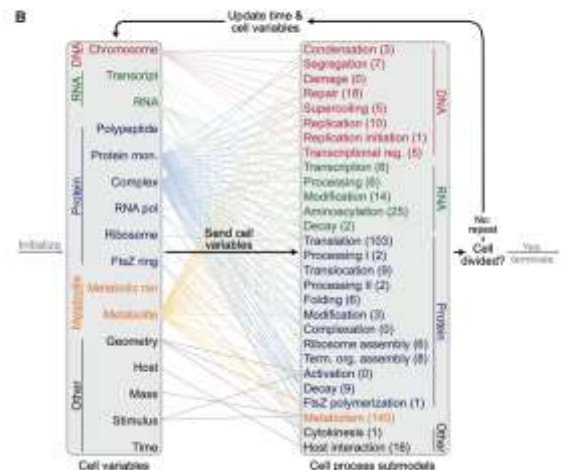 B
Update time &
cell variables
DNA
RNA
Protein
Metabolite
Other
Chromosome
Transcript
RNA
Polypeptide
Protein mon.
Complex
RNA pol
Ribosome
FtsZ ring
Metabolic rxn
Metabolite
Geometry
Host
Mass
Stimulus
Time
Cell variables
Initialize
Send cell
variables
Condensation (3)
Segregation (7)
Damage (0)
Repair (18)
Supercoiling (5)
Replication (10)
Replication initiation (1)
Transcriptional reg. (5)
Transcription (8)
Processing (6)
Modification (14)
Aminoacylation (25)
Decay (2)
Translation (103)
Processing I (2)
Translocation (9)
Processing II (2)
Folding (6)
Modification (3)
Complexation (0)
Ribosome assembly (6)
Term. org. assembly (8)
Activation (0)
Decay (9)
FtsZ polymerization (1)
Metabolism (140)
Cytokinesis (1)
Host interaction (16)
Cell process submodels
DNA
RNA
Protein
Other
No:
repeat
Cell
divided?
Yes:
terminate